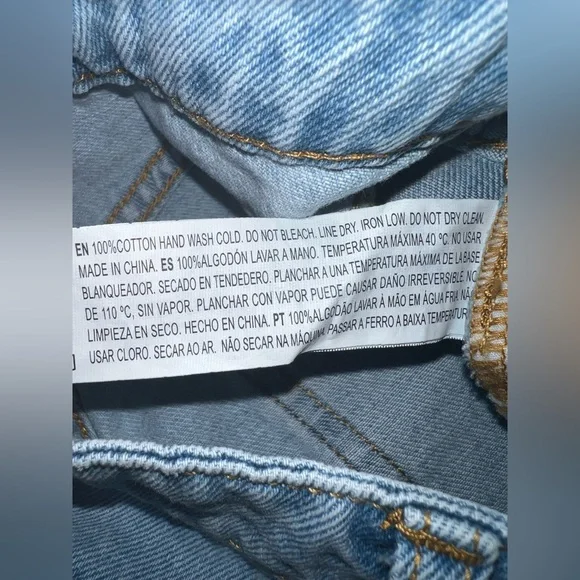 EN 100%COTTON HAND WASH COLD. DO NOT BLEACH. LINE DRY. IRON LOW. DO NOT DRY CLEAN.
MADE IN CHINA. ES 100%ALGODÓN LAVAR A MANO. TEMPERATURA MÁXIMA 40 ºC. NO USAR
BLANQUEADOR. SECADO EN TENDEDERO. PLANCHAR A UNA TEMPERATURA MÁXIMA DE LA BASE
DE 110 ºC, SIN VAPOR. PLANCHAR CON VAPOR PUEDE CAUSAR DAÑO IRREVERSIBLE. NO
LIMPIEZA EN SECO. HECHO EN CHINA. PT 100%ALGODÃO LAVAR À MÃO EM ÁGUA FRIA. NÃO
USAR CLORO. SECAR AO AR. NÃO SECAR NA MÁQUINA. PASSAR A FERRO A BAIXA